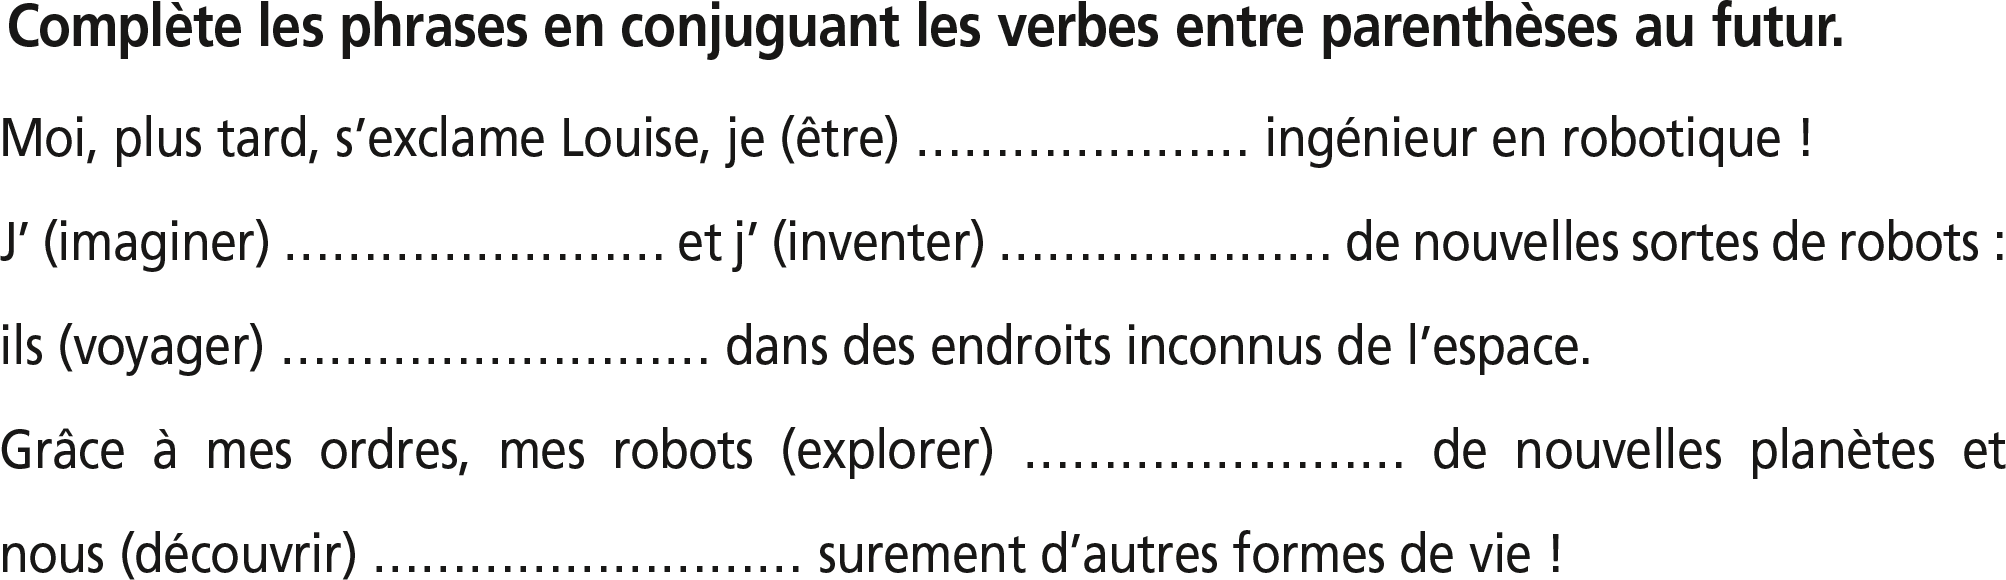 Complète les phrases en conjuguant les verbes entre parenthèses au futur.
Moi, plus tard, s’exclame Louise, je (être) ..................... ingénieur en robotique !
J’ (imaginer) ........................ et j’ (inventer) ..................... de nouvelles sortes de robots :
ils (voyager) ........................... dans des endroits inconnus de l’espace.
Grâce à mes ordres, mes robots (explorer) ........................ de nouvelles planètes et
nous (découvrir) ........................... surement d’autres formes de vie !